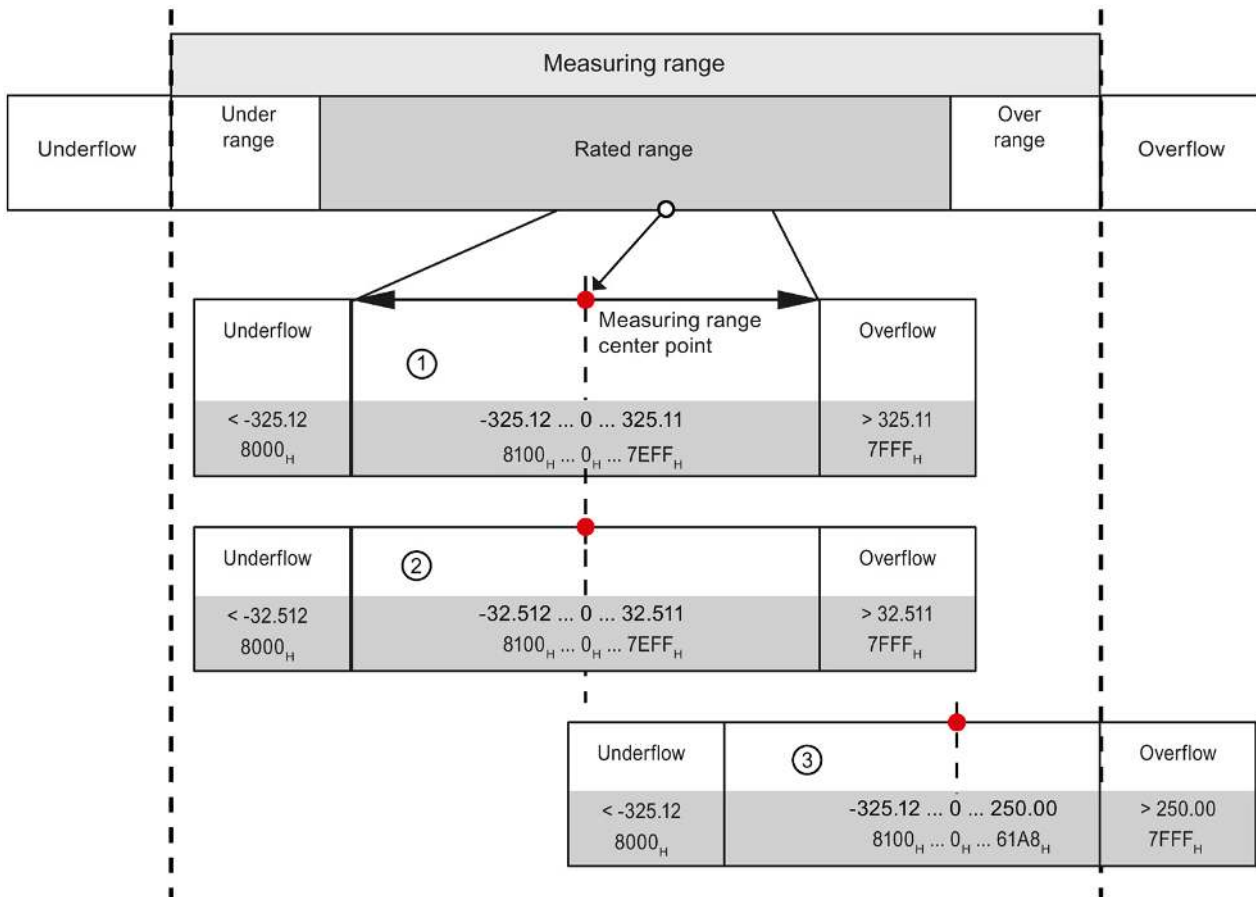 Measuring range
Underflow
Under
range
Rated range
Over
range
Overflow
Measuring range
center point
Underflow
①
Overflow
< -325.12
8000H
-325.12 ... 0 ... 325.11
8100H ... 0H ... 7EFFH
> 325.11
7FFFH
Underflow
②
Overflow
< -32.512
8000H
-32.512 ... 0 ... 32.511
8100H ... 0H ... 7EFFH
> 32.511
7FFFH
Underflow
③
Overflow
< -325.12
8000H
-325.12 ... 0 ... 250.00
8100H ... 0H ... 61A8H
> 250.00
7FFFH